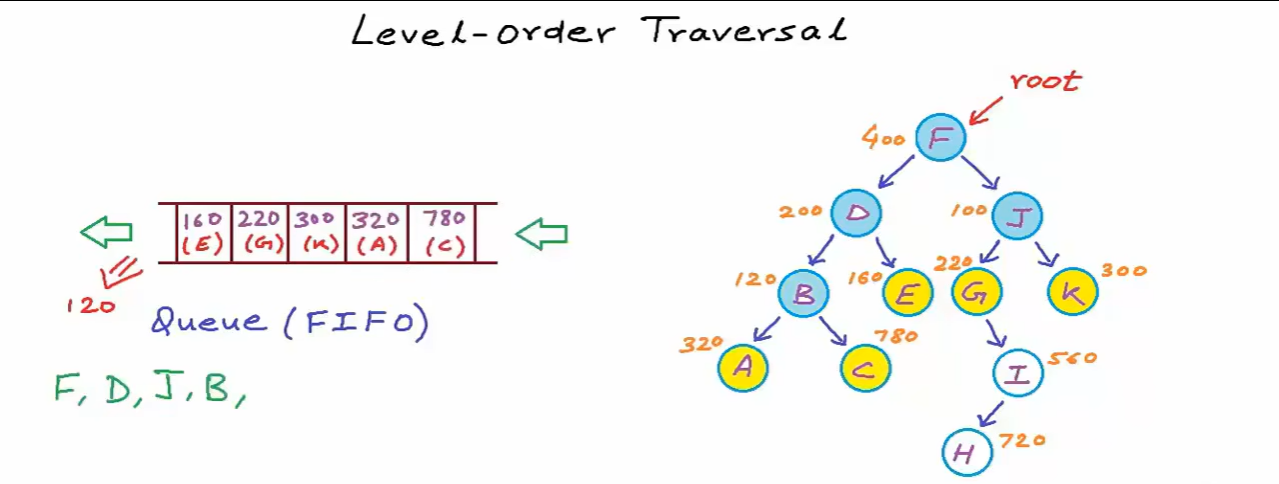 Level-order Traversal
root
400 F
200 D 100 J
160 220 300 320 780
(E) (G) (K) (A) (C)
120 B 160 E 220 G K 300
120
Queue (FIFO)
320 A C 780 I 560
F, D, J, B,
H 720